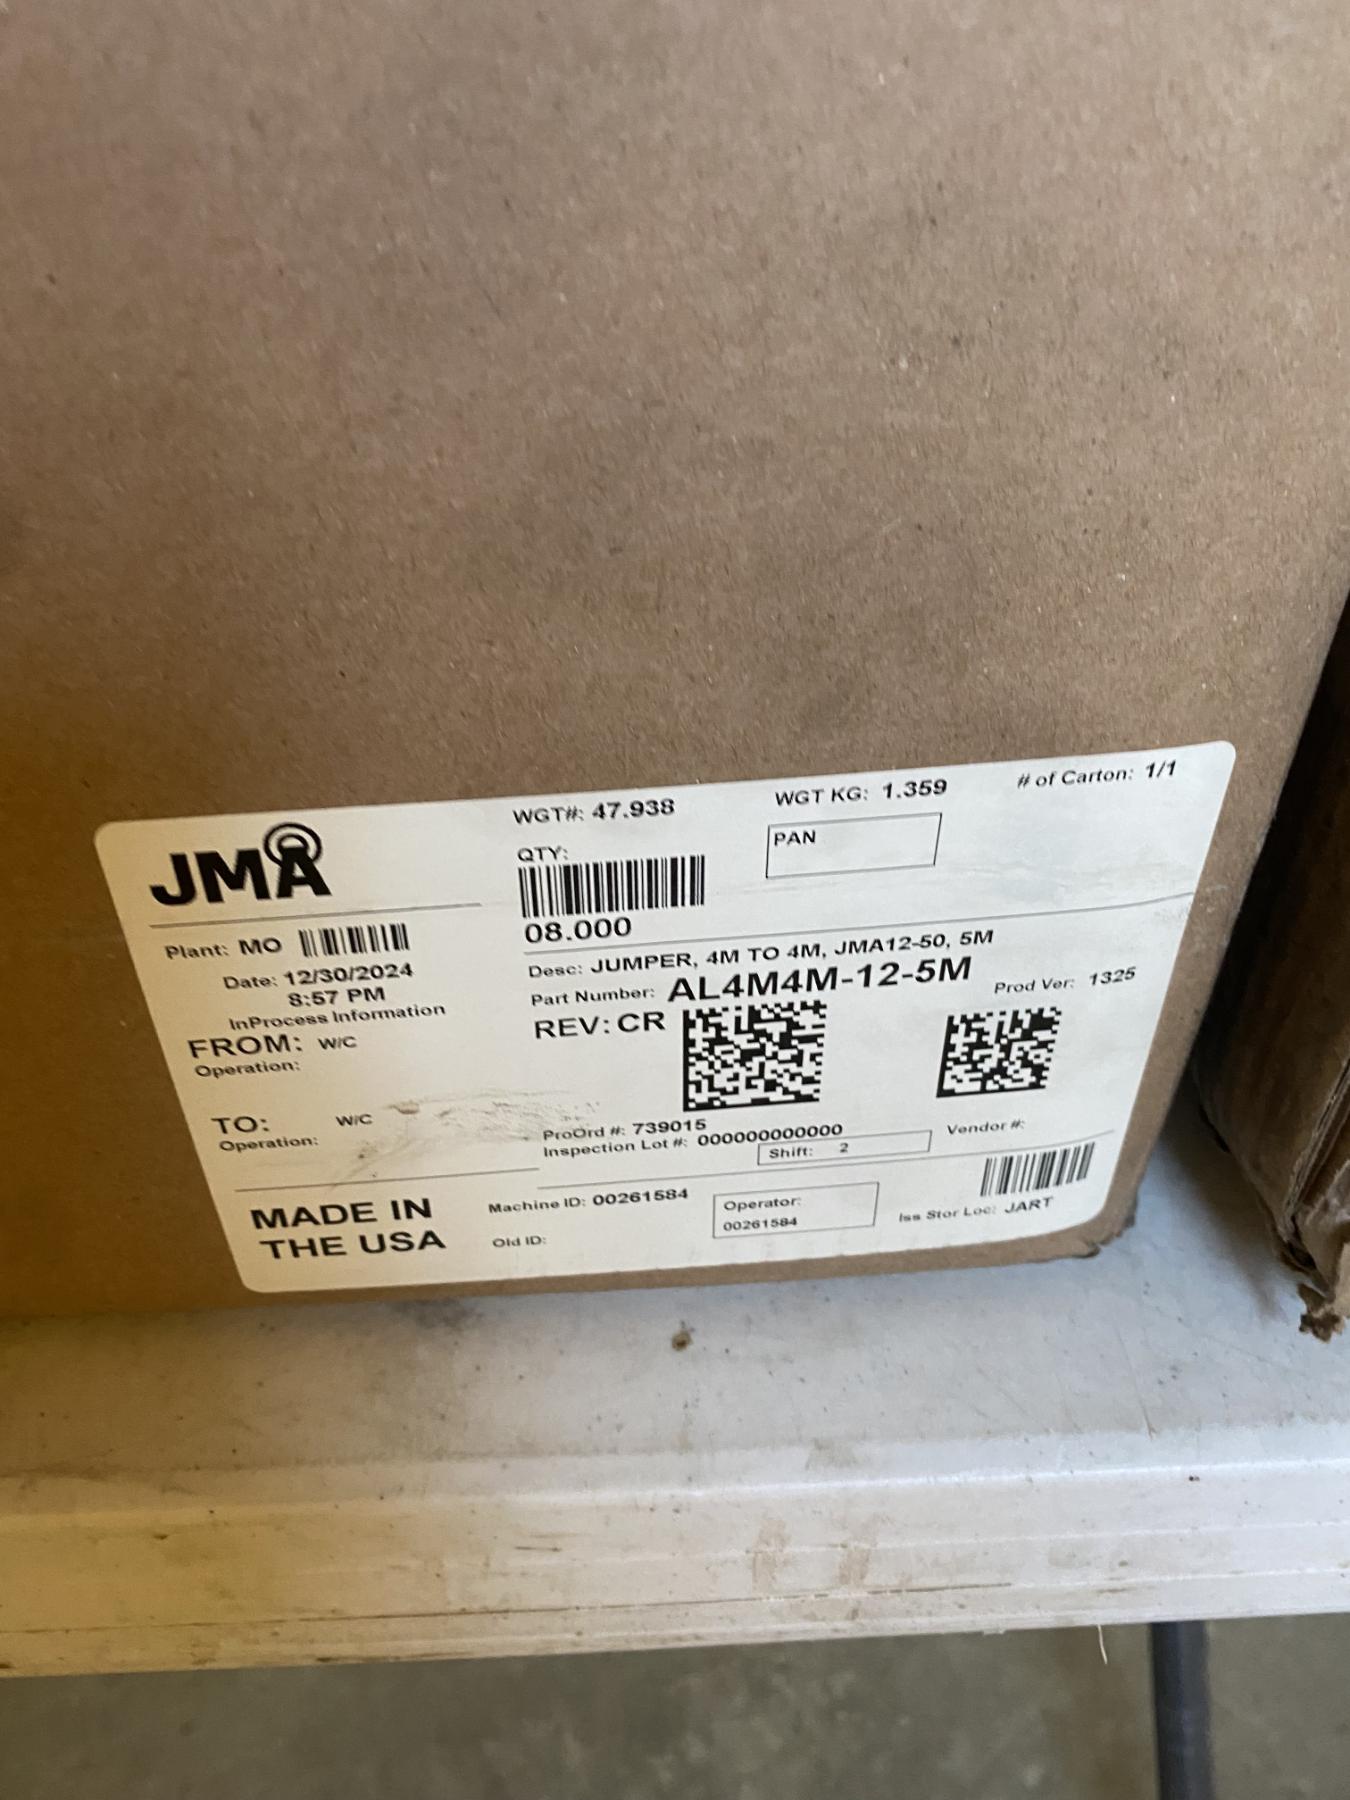 JMA
WGT#: 47.938
WGT KG: 1.359
# of Carton: 1/1
QTY:
08.000
PAN
Plant: MO
Date: 12/30/2024
8:57 PM
InProcess Information
FROM: W/C
Operation:
TO: W/C
Operation:
Desc: JUMPER, 4M TO 4M, JMA12-50, 5M
Part Number: AL4M4M-12-5M
Prod Ver: 1325
REV: CR
ProOrd #: 739015
Inspection Lot #: 000000000000
Vendor #:
Shift: 2
MADE IN
THE USA
Machine ID: 00261584
Old ID:
Operator:
00261584
Iss Stor Loc: JART